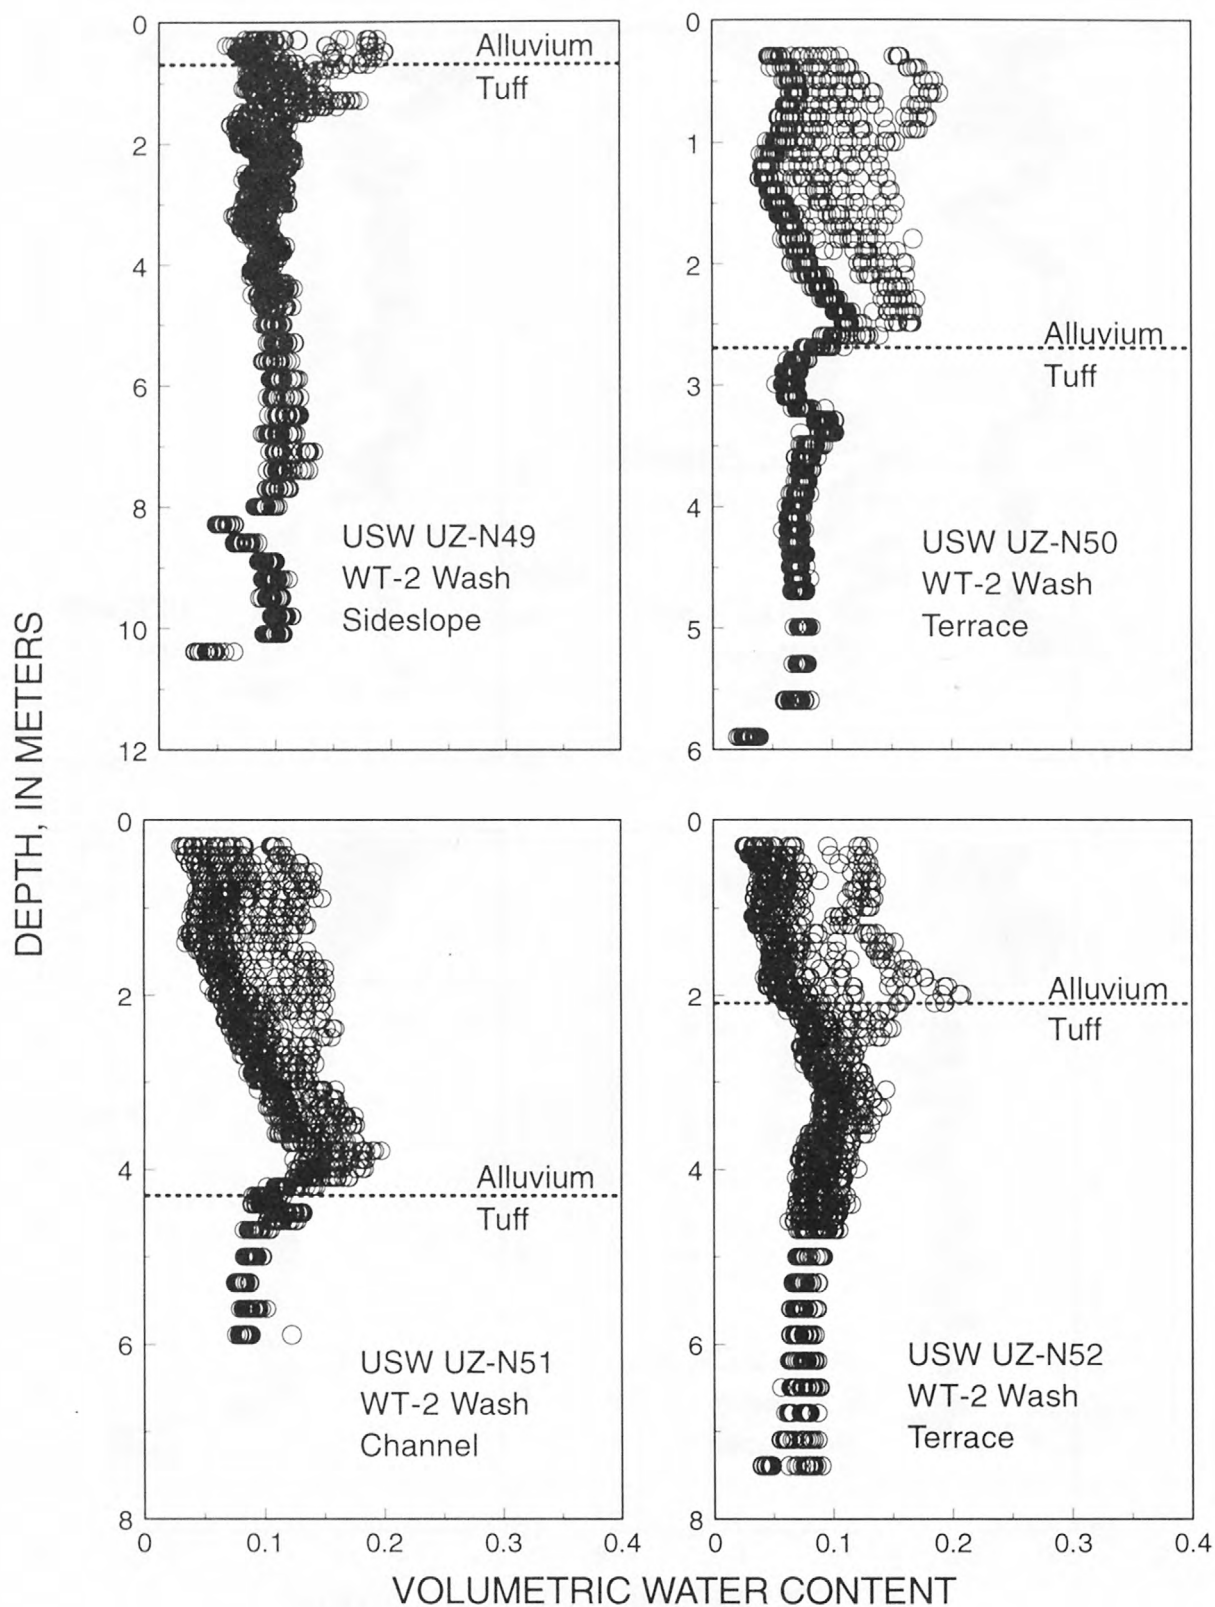 0
2
4
6
8
10
12
Alluvium
Tuff
USW UZ-N49
WT-2 Wash
Sideslope
0
1
2
3
4
5
6
Alluvium
Tuff
USW UZ-N50
WT-2 Wash
Terrace
DEPTH, IN METERS
0
2
4
6
8
Alluvium
Tuff
USW UZ-N51
WT-2 Wash
Channel
0 0.1 0.2 0.3 0.4
0
2
4
6
8
Alluvium
Tuff
USW UZ-N52
WT-2 Wash
Terrace
0 0.1 0.2 0.3 0.4
VOLUMETRIC WATER CONTENT